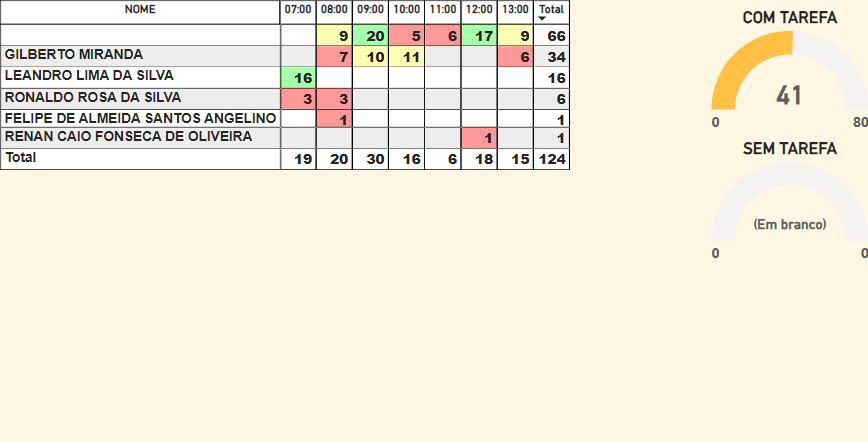 NOME 07:00 08:00 09:00 10:00 11:00 12:00 13:00 Total
9 20 5 6 17 9 66
GILBERTO MIRANDA 7 10 11 6 34
LEANDRO LIMA DA SILVA 16 16
RONALDO ROSA DA SILVA 3 3 6
FELIPE DE ALMEIDA SANTOS ANGELINO 1 1
RENAN CAIO FONSECA DE OLIVEIRA 1 1
Total 19 20 30 16 6 18 15 124
COM TAREFA
41
0 80
SEM TAREFA
(Em branco)
0 0